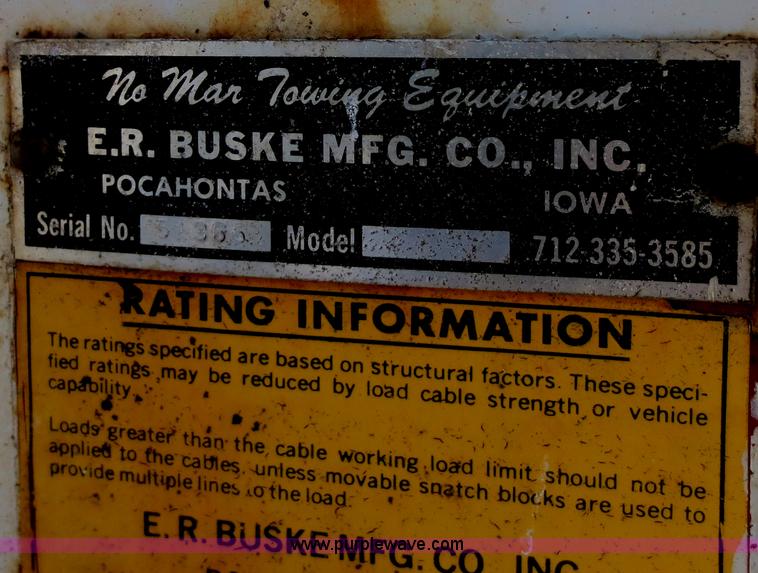 No Mar Towing Equipment
E.R. BUSKE MFG. CO., INC.
POCAHONTAS IOWA
Serial No. Model 712-335-3585
RATING INFORMATION
The ratings specified are based on structural factors. These speci-
fied ratings may be reduced by load cable strength or vehicle
capability.
Loads greater than the cable working load limit should not be
applied to the cables, unless movable snatch blocks are used to
provide multiple lines to the load
E.R. BUSKE MFG. CO., INC.
www.purplewave.com